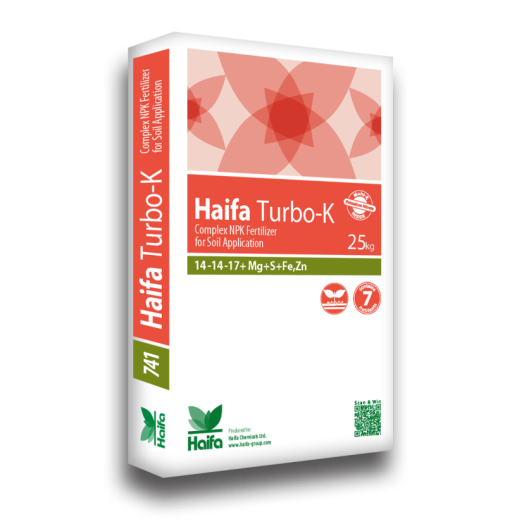 Complex NPK Fertilizer
for Soil Application
Haifa Turbo-K
741
Haifa
Haifa Turbo-K
Complex NPK Fertilizer
for Soil Application
25kg
14-14-17+Mg+S+Fe,Zn
7
Scan & Win
Haifa
Produced by:
Haifa Chemicals Ltd.
www.haifa-group.com